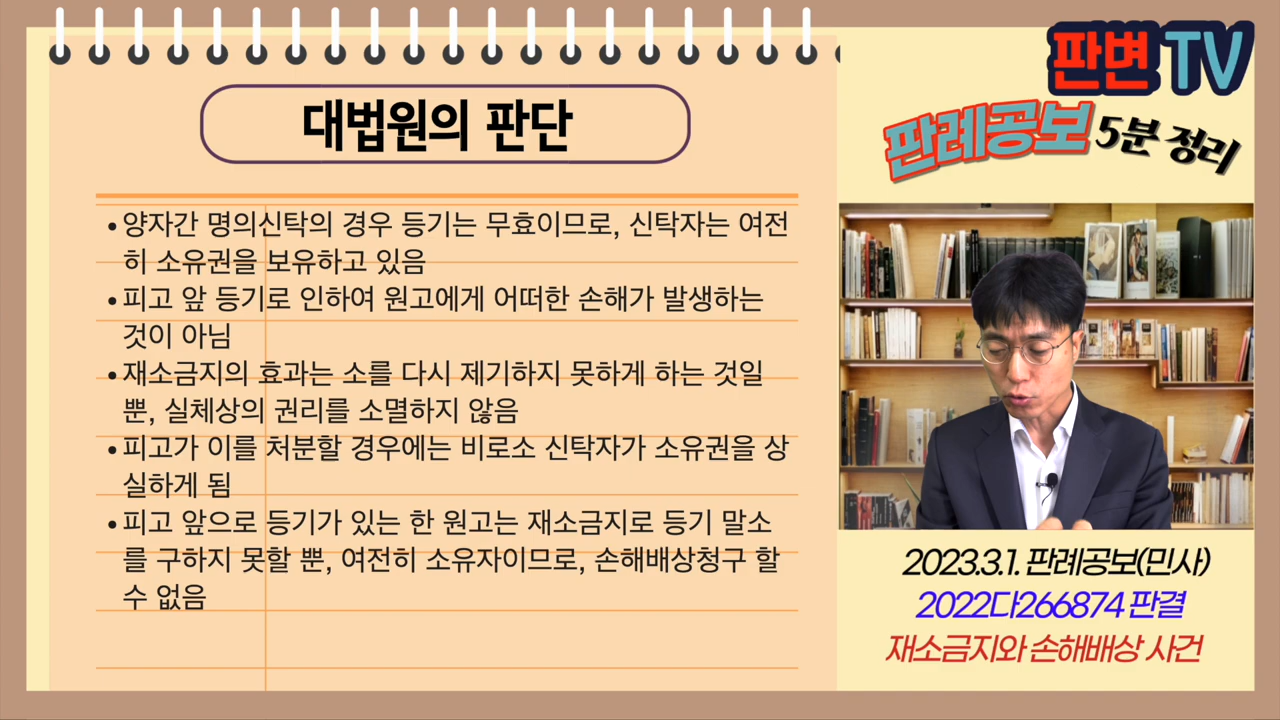 대법원의 판단
• 양자간 명의신탁의 경우 등기는 무효이므로, 신탁자는 여전
히 소유권을 보유하고 있음
• 피고 앞 등기로 인하여 원고에게 어떠한 손해가 발생하는
것이 아님
• 재소금지의 효과는 소를 다시 제기하지 못하게 하는 것일
뿐, 실체상의 권리를 소멸하지 않음
• 피고가 이를 처분할 경우에는 비로소 신탁자가 소유권을 상
실하게 됨
• 피고 앞으로 등기가 있는 한 원고는 재소금지로 등기 말소
를 구하지 못할 뿐, 여전히 소유자이므로, 손해배상청구 할
수 없음
판변 TV
판례공보 5분 정리
2023.3.1. 판례공보(민사)
2022다266874 판결
재소금지와 손해배상 사건